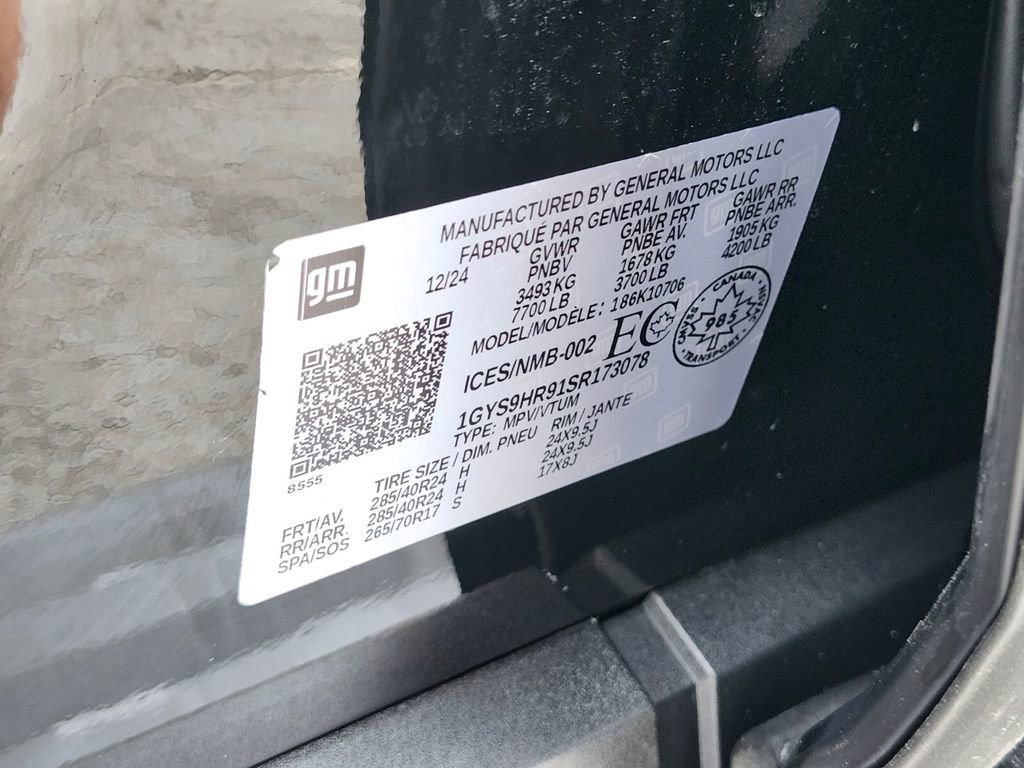 MANUFACTURED BY GENERAL MOTORS LLC
FABRIQUÉ PAR GENERAL MOTORS LLC
gm
12/24
GVWR GAWR FRT GAWR RR
PNBV PNBE AV. PNBE ARR.
3493 KG 1678 KG 1905 KG
7700 LB 3700 LB 4200 LB
MODEL/MODÈLE: 186K10706
ICES/NMB-002 EC
CANADA
985
TRANSPORT
1GYS9HR91SR173078
TYPE: MPV/VTUM
8555
TIRE SIZE / DIM. PNEU RIM / JANTE
FRT/AV. 285/40R24 H 24X9.5J
RR/ARR. 285/40R24 H 24X9.5J
SPA/SOS 265/70R17 S 17X8J